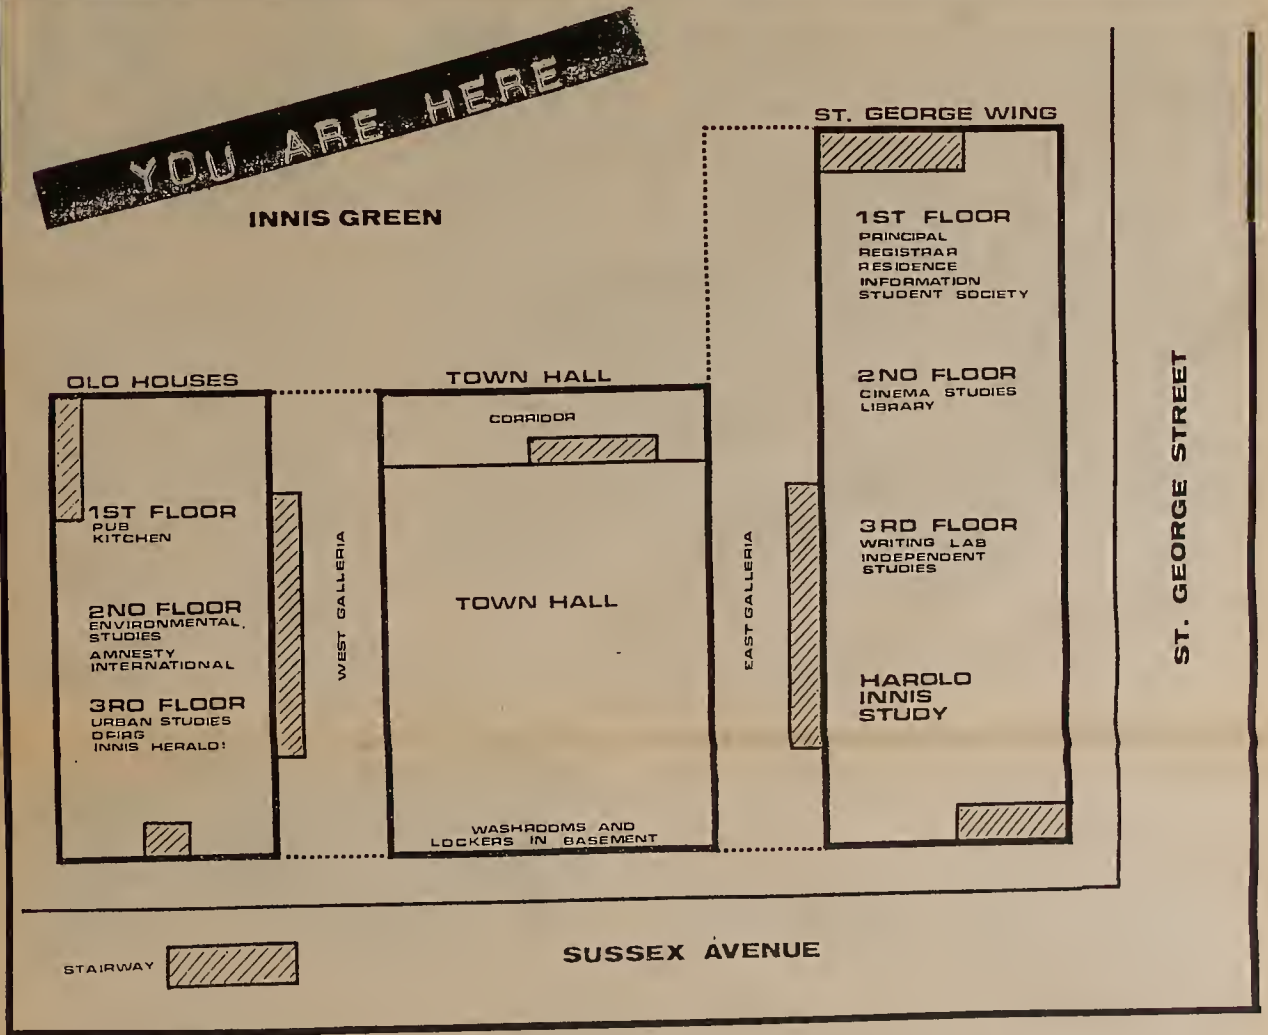 YOU ARE HERE
INNIS GREEN
ST. GEORGE WING
1ST FLOOR
PRINCIPAL
REGISTRAR
RESIDENCE
INFORMATION
STUDENT SOCIETY
2ND FLOOR
CINEMA STUDIES
LIBRARY
3RD FLOOR
WRITING LAB
INDEPENDENT
STUDIES
HAROLD
INNIS
STUDY
OLD HOUSES
1ST FLOOR
PUB
KITCHEN
2ND FLOOR
ENVIRONMENTAL
STUDIES
AMNESTY
INTERNATIONAL
3RD FLOOR
URBAN STUDIES
OPIRG
INNIS HERALD!
WEST GALLERIA
TOWN HALL
CORRIDOR
TOWN HALL
WASHROOMS AND
LOCKERS IN BASEMENT
EAST GALLERIA
ST. GEORGE STREET
STAIRWAY
SUSSEX AVENUE